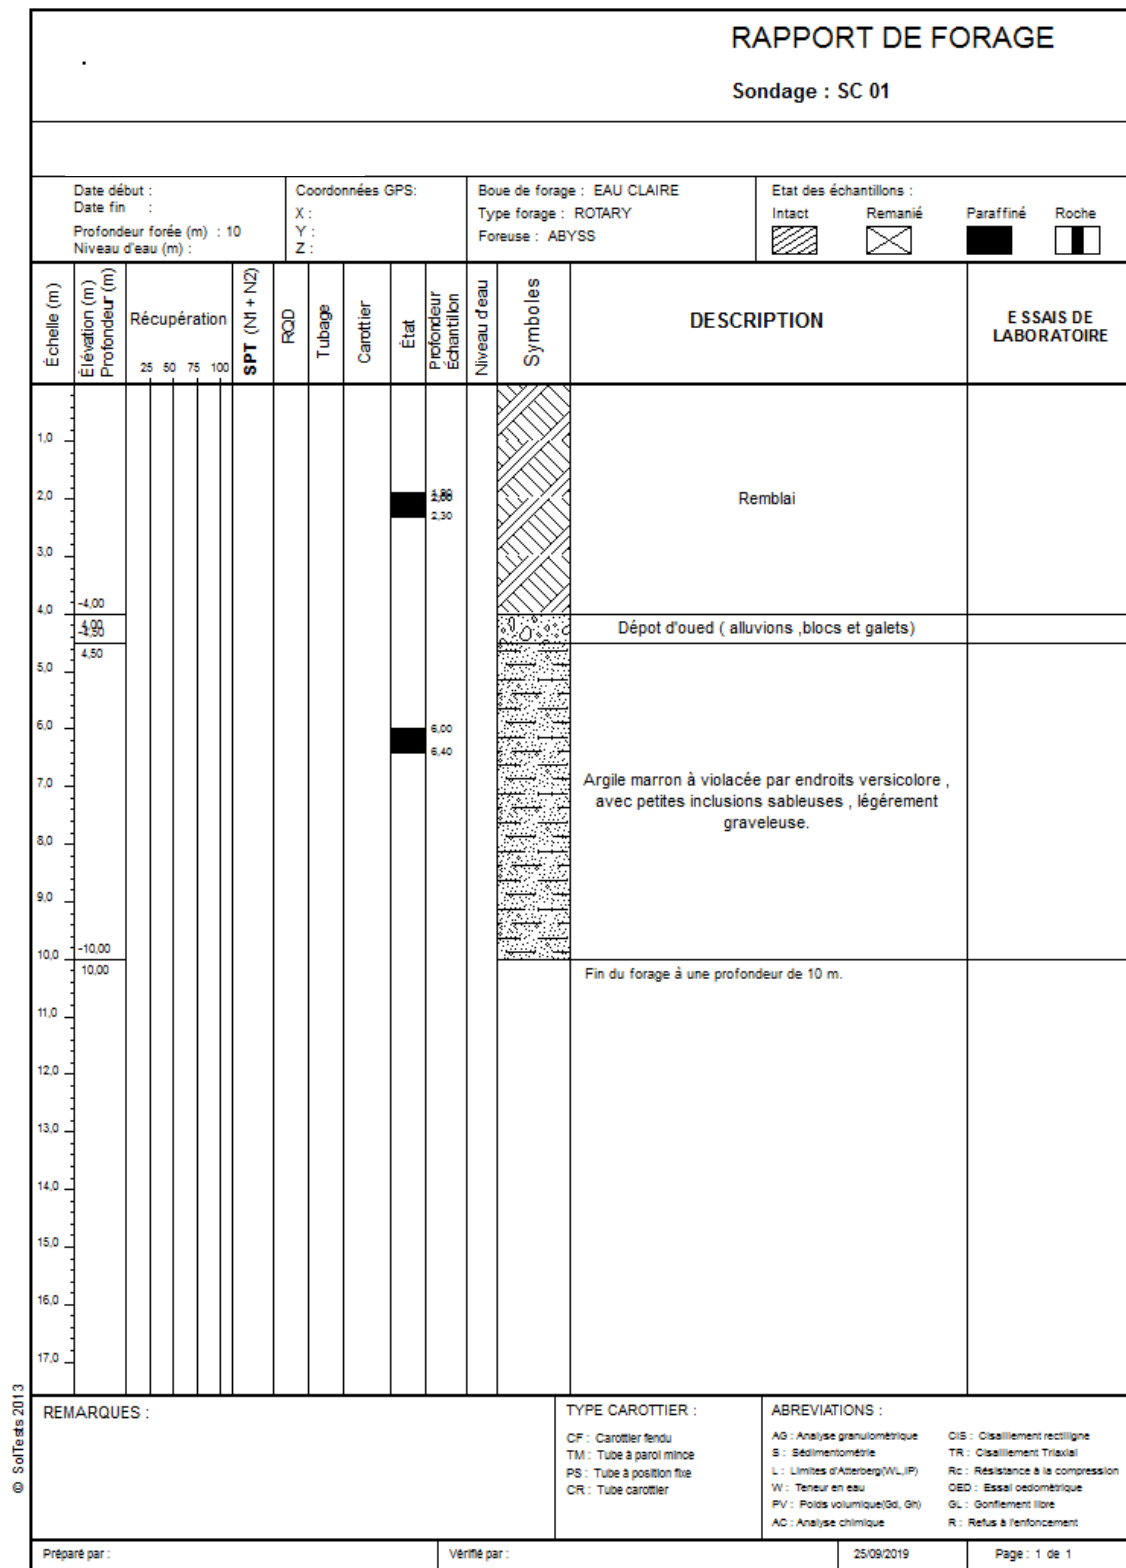 RAPPORT DE FORAGE
Sondage : SC 01
Date début :
Date fin :
Profondeur forée (m) : 10
Niveau d'eau (m) :
Coordonnées GPS:
X :
Y :
Z :
Boue de forage : EAU CLAIRE
Type forage : ROTARY
Foreuse : ABYSS
Etat des échantillons :
Intact Remanié Paraffiné Roche
Échelle (m)
Élévation (m)
Profondeur (m)
Récupération
25 50 75 100
SPT (N1 + N2)
RQD
Tubage
Carottier
État
Profondeur
Échantillon
Niveau d'eau
Symboles
DESCRIPTION
ESSAIS DE
LABORATOIRE
1,0
2,0
2,30
Remblai
3,0
-4,00
4,0
4,00
-4,50
Dépot d'oued ( alluvions ,blocs et galets)
4,50
5,0
6,0
6,00
6,40
7,0
Argile marron à violacée par endroits versicolore ,
avec petites inclusions sableuses , légérement
graveleuse.
8,0
9,0
-10,00
10,0
10,00
Fin du forage à une profondeur de 10 m.
11,0
12,0
13,0
14,0
15,0
16,0
17,0
© SolTests 2013
REMARQUES :
TYPE CAROTTIER :
CF : Carottier fendu
TM : Tube à paroi mince
PS : Tube à position fixe
CR : Tube carottier
ABREVIATIONS :
AG : Analyse granulométrique
S : Sédimentométrie
L : Limites d'Atterberg(WL,IP)
W : Teneur en eau
PV : Poids volumique(Gd, Gh)
AC : Analyse chimique
CIS : Cisaillement rectiligne
TR : Cisaillement Triaxial
Rc : Résistance à la compression
OED : Essai oedométrique
GL : Gonflement libre
R : Refus à l'enfoncement
Préparé par :
Vérifié par :
25/09/2019
Page : 1 de 1